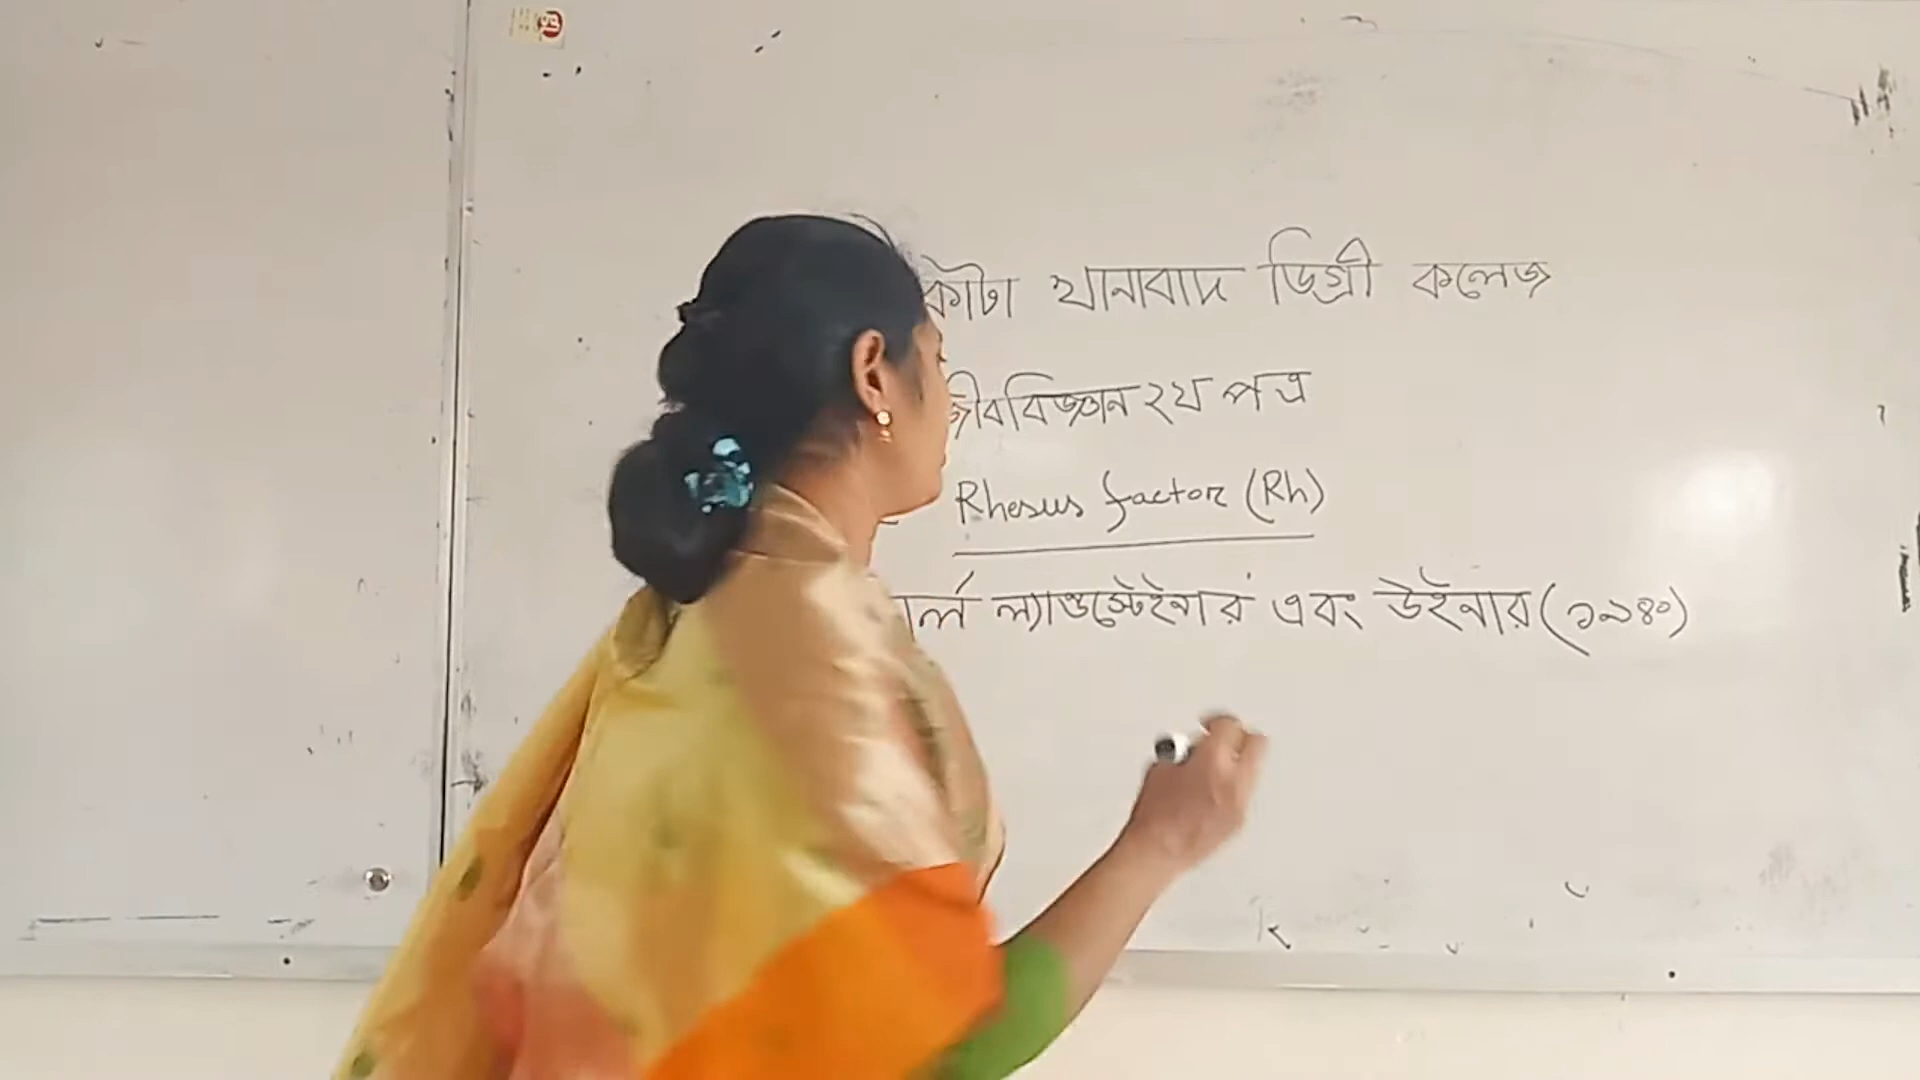 খানাবাদ ডিগ্রী কলেজ
জীববিজ্ঞান ২য় পত্র
Rhesus factor (Rh)
ল্যান্ডস্টেইনার এবং উইনার (১৯৪০)